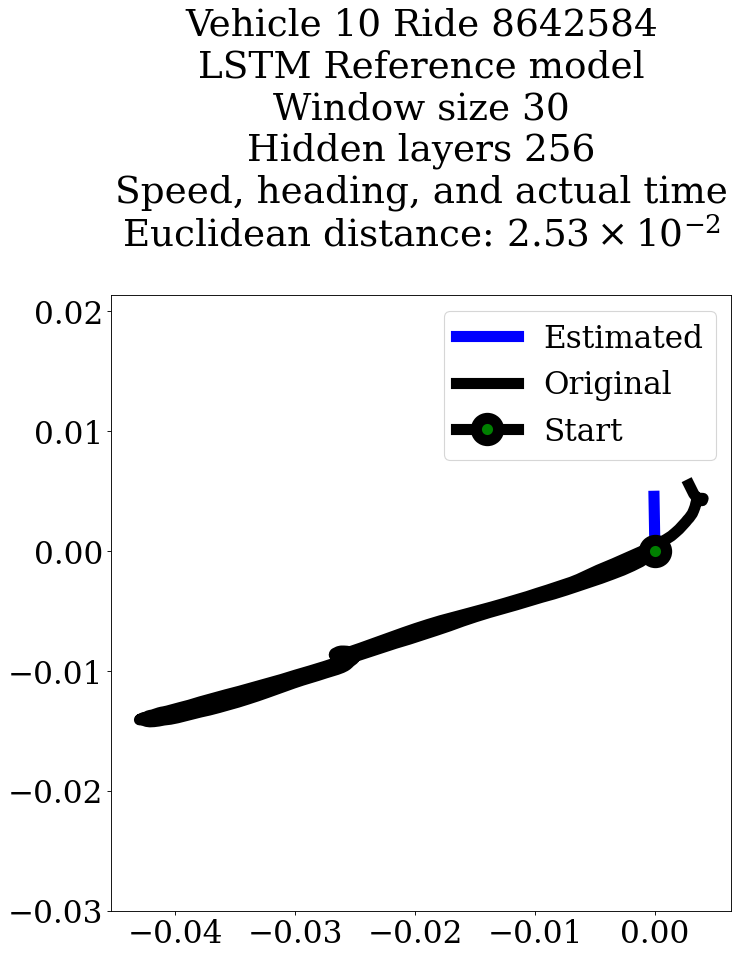 Vehicle 10 Ride 8642584
LSTM Reference model
Window size 30
Hidden layers 256
Speed, heading, and actual time
Euclidean distance: 2.53 × 10⁻²
Estimated
Original
Start
0.02
0.01
0.00
−0.01
−0.02
−0.03
−0.04 −0.03 −0.02 −0.01 0.00